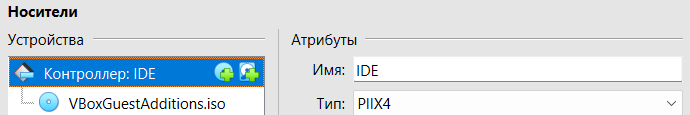 Носители
Устройства
Атрибуты
Контроллер: IDE
Имя: IDE
VBoxGuestAdditions.iso
Тип: PIIX4